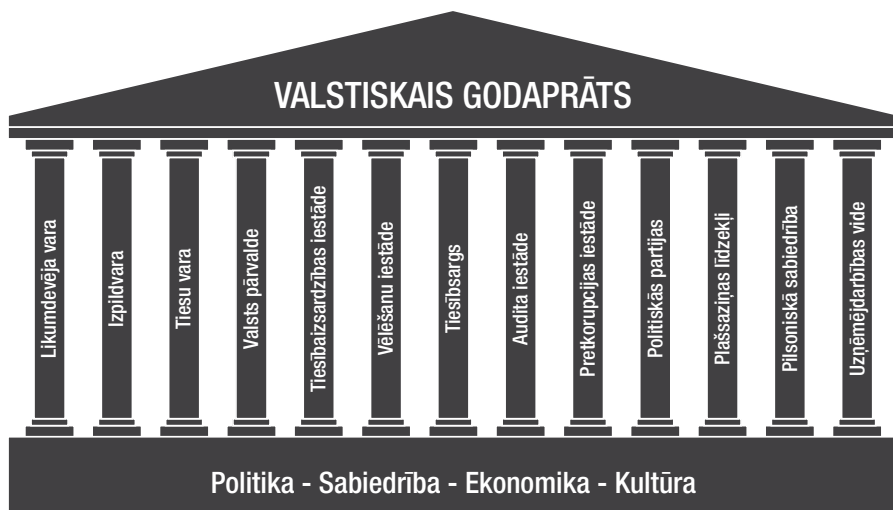 VALSTISKAIS GODAPRĀTS
Likumdevēja vara
Izpildvara
Tiesu vara
Valsts pārvalde
Tiesībaizsardzības iestāde
Vēlēšanu iestāde
Tiesībsargs
Audita iestāde
Pretkorupcijas iestāde
Politiskās partijas
Plašsaziņas līdzekļi
Pilsoniskā sabiedrība
Uzņēmējdarbības vide
Politika - Sabiedrība - Ekonomika - Kultūra